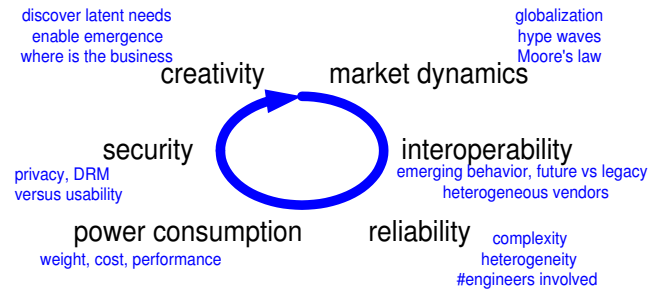 discover latent needs
enable emergence
where is the business
creativity
globalization
hype waves
Moore's law
market dynamics
security
privacy, DRM
versus usability
interoperability
emerging behavior, future vs legacy
heterogeneous vendors
power consumption
weight, cost, performance
reliability
complexity
heterogeneity
#engineers involved